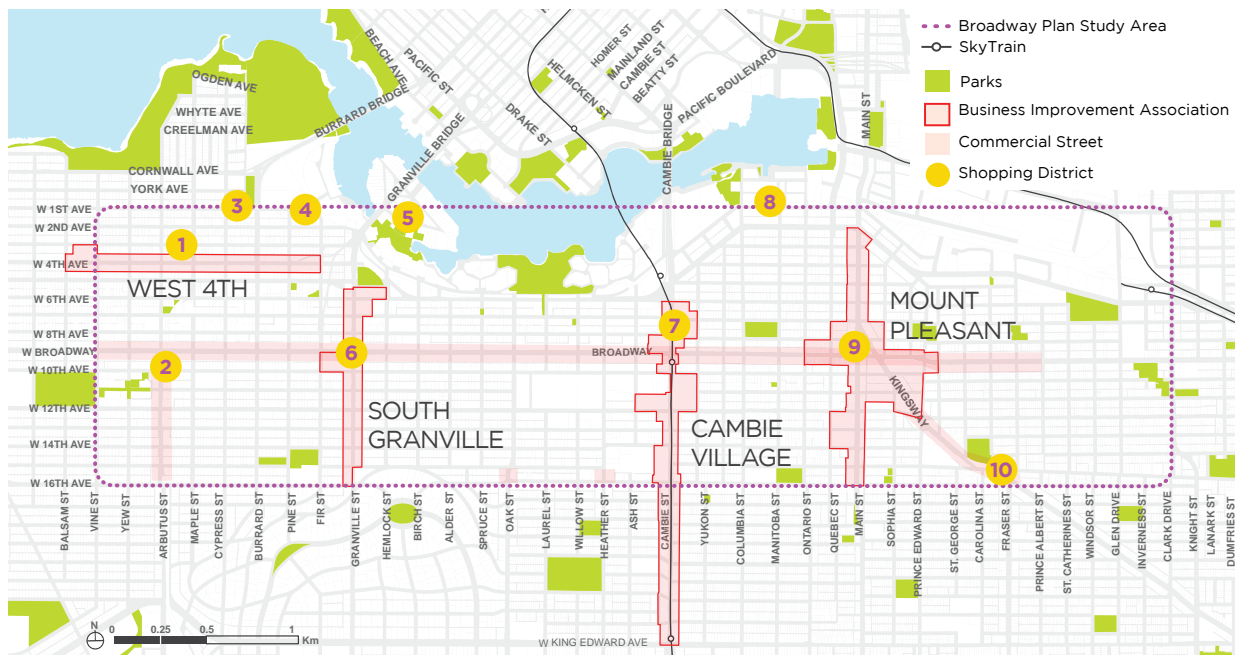 Broadway Plan Study Area
SkyTrain
Parks
Business Improvement Association
Commercial Street
Shopping District
OGDEN AVE
WHYTE AVE
CREELMAN AVE
CORNWALL AVE
YORK AVE
W 1ST AVE
W 2ND AVE
W 4TH AVE
W 6TH AVE
W 8TH AVE
W BROADWAY
W 10TH AVE
W 12TH AVE
W 14TH AVE
W 16TH AVE
BEACH AVE
PACIFIC ST
BURRARD BRIDGE
GRANVILLE BRIDGE
DRAKE ST
HELMCKEN ST
HOMER ST
MAINLAND ST
CAMBIE ST
BEATTY ST
PACIFIC BOULEVARD
CAMBIE BRIDGE
MAIN ST
1
2
3
4
5
6
7
8
9
10
WEST 4TH
SOUTH
GRANVILLE
CAMBIE
VILLAGE
MOUNT
PLEASANT
BROADWAY
KINGSWAY
BALSAM ST
VINE ST
YEW ST
ARBUTUS ST
MAPLE ST
CYPRESS ST
BURRARD ST
PINE ST
FIR ST
GRANVILLE ST
HEMLOCK ST
BIRCH ST
ALDER ST
SPRUCE ST
OAK ST
LAUREL ST
WILLOW ST
HEATHER ST
ASH ST
CAMBIE ST
YUKON ST
COLUMBIA ST
MANITOBA ST
ONTARIO ST
QUEBEC ST
MAIN ST
SOPHIA ST
PRINCE EDWARD ST
ST. GEORGE ST
CAROLINA ST
FRASER ST
PRINCE ALBERT ST
ST. CATHERINES ST
WINDSOR ST
GLEN DRIVE
INVERNESS ST
CLARK DRIVE
KNIGHT ST
LANARK ST
DUMFRIES ST
W KING EDWARD AVE
N
0 0.25 0.5 1
Km